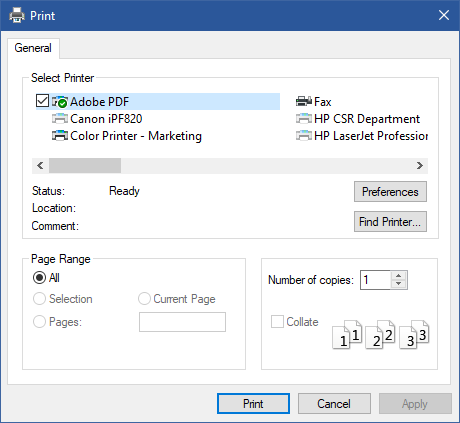 Print
General
Select Printer
Adobe PDF
Fax
Canon iPF820
HP CSR Department
Color Printer - Marketing
HP LaserJet Profession
Status: Ready
Preferences
Location:
Comment:
Find Printer...
Page Range
All
Selection
Current Page
Pages:
Number of copies: 1
Collate
1 1 2 2 3 3
Print
Cancel
Apply